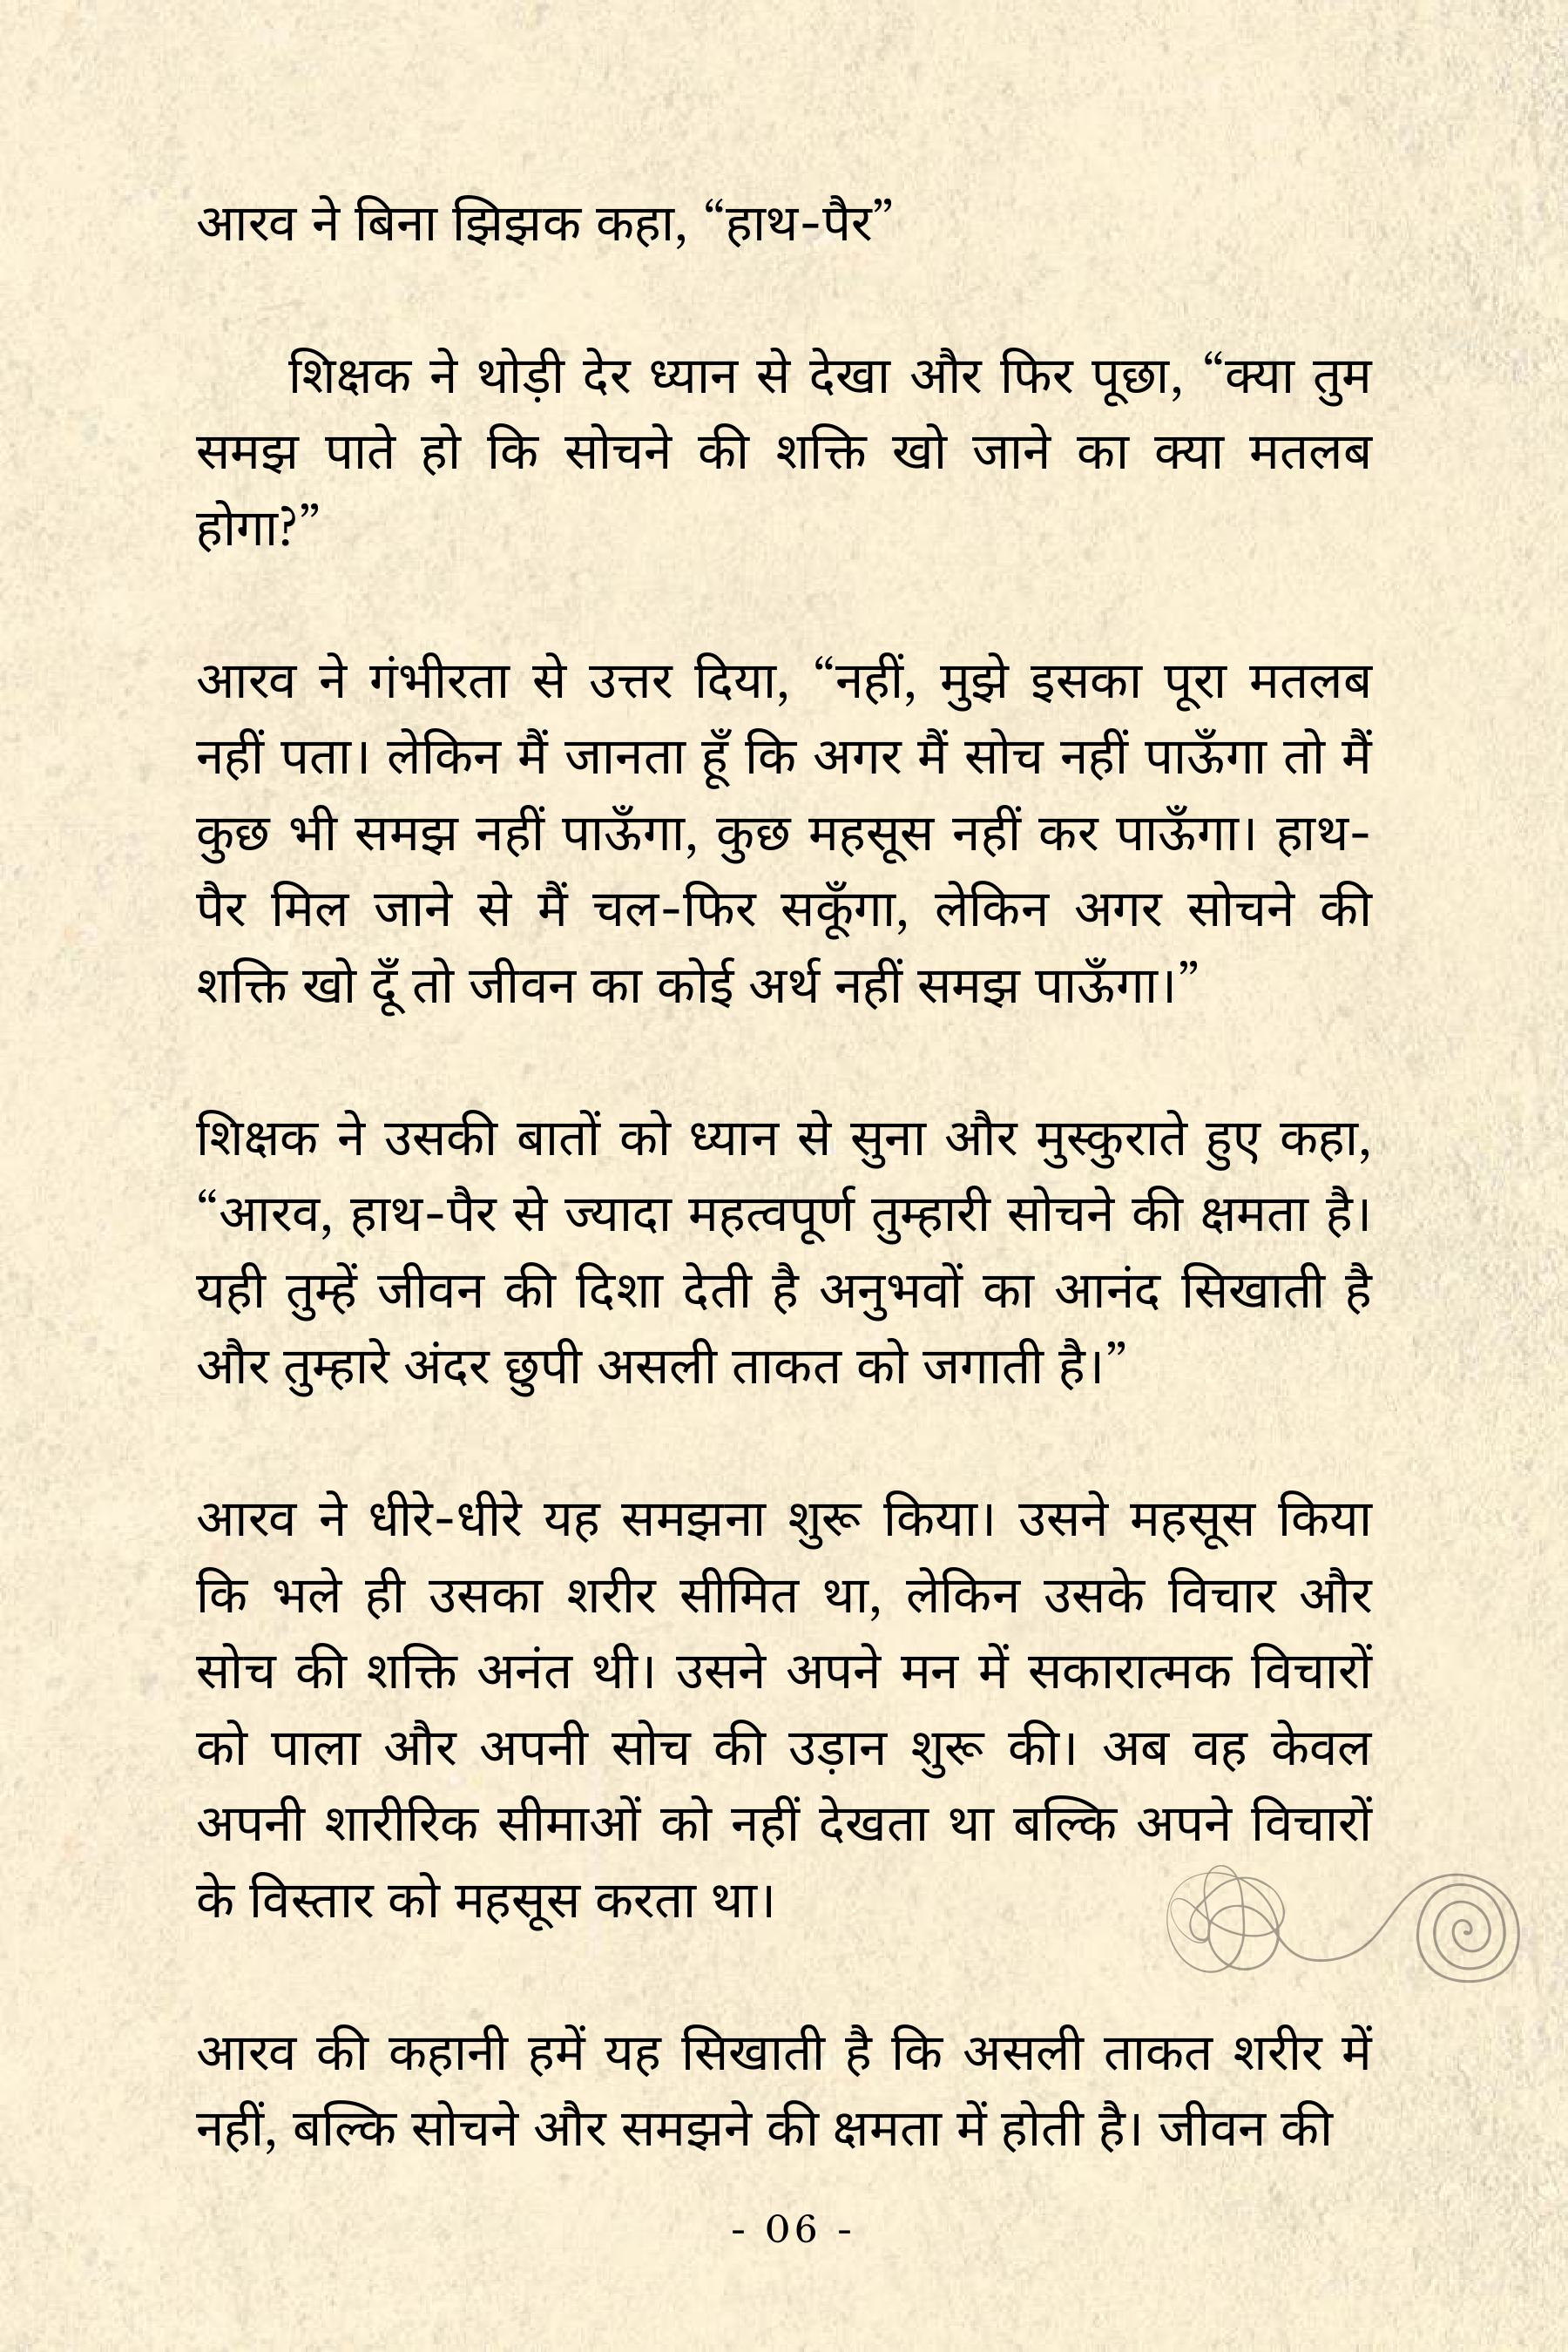 आरव ने बिना झिझक कहा, “हाथ-पैर”
शिक्षक ने थोड़ी देर ध्यान से देखा और फिर पूछा, “क्या तुम
समझ पाते हो कि सोचने की शक्ति खो जाने का क्या मतलब
होगा?”
आरव ने गंभीरता से उत्तर दिया, “नहीं, मुझे इसका पूरा मतलब
नहीं पता। लेकिन मैं जानता हूँ कि अगर मैं सोच नहीं पाऊँगा तो मैं
कुछ भी समझ नहीं पाऊँगा, कुछ महसूस नहीं कर पाऊँगा। हाथ-
पैर मिल जाने से मैं चल-फिर सकूँगा, लेकिन अगर सोचने की
शक्ति खो दूँ तो जीवन का कोई अर्थ नहीं समझ पाऊँगा।”
शिक्षक ने उसकी बातों को ध्यान से सुना और मुस्कुराते हुए कहा,
“आरव, हाथ-पैर से ज्यादा महत्वपूर्ण तुम्हारी सोचने की क्षमता है।
यही तुम्हें जीवन की दिशा देती है अनुभवों का आनंद सिखाती है
और तुम्हारे अंदर छुपी असली ताकत को जगाती है।”
आरव ने धीरे-धीरे यह समझना शुरू किया। उसने महसूस किया
कि भले ही उसका शरीर सीमित था, लेकिन उसके विचार और
सोच की शक्ति अनंत थी। उसने अपने मन में सकारात्मक विचारों
को पाला और अपनी सोच की उड़ान शुरू की। अब वह केवल
अपनी शारीरिक सीमाओं को नहीं देखता था बल्कि अपने विचारों
के विस्तार को महसूस करता था।
आरव की कहानी हमें यह सिखाती है कि असली ताकत शरीर में
नहीं, बल्कि सोचने और समझने की क्षमता में होती है। जीवन की
- 06 -